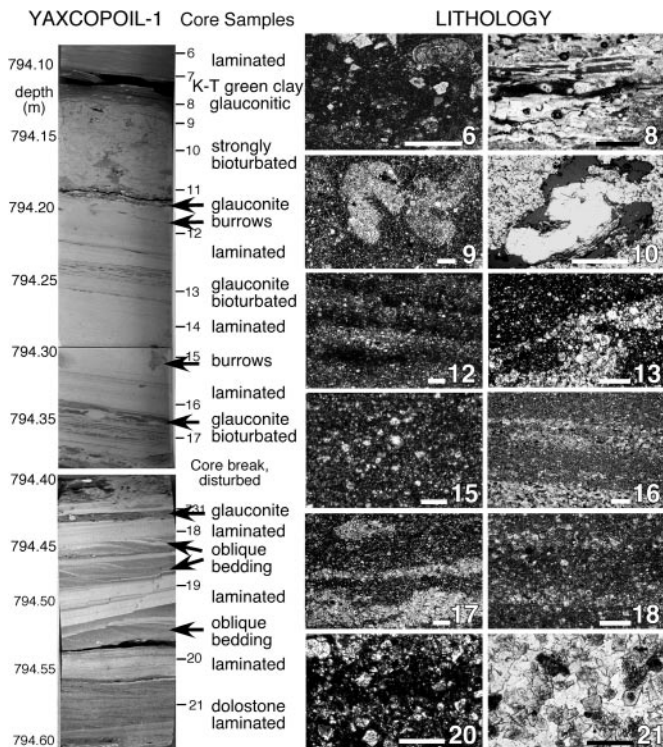 YAXCOPOIL-1
Core Samples
LITHOLOGY
794.10
depth
(m)
794.15
794.20
794.25
794.30
794.35
794.40
794.45
794.50
794.55
794.60
6
laminated
7
K-T green clay
8
glauconitic
9
10
strongly
bioturbated
11
glauconite
burrows
12
laminated
13
glauconite
bioturbated
14
laminated
15
burrows
laminated
16
glauconite
17
bioturbated
Core break,
disturbed
glauconite
18
laminated
oblique
bedding
19
laminated
oblique
bedding
20
laminated
21
dolostone
laminated
6
8
9
10
12
13
15
16
17
18
20
21